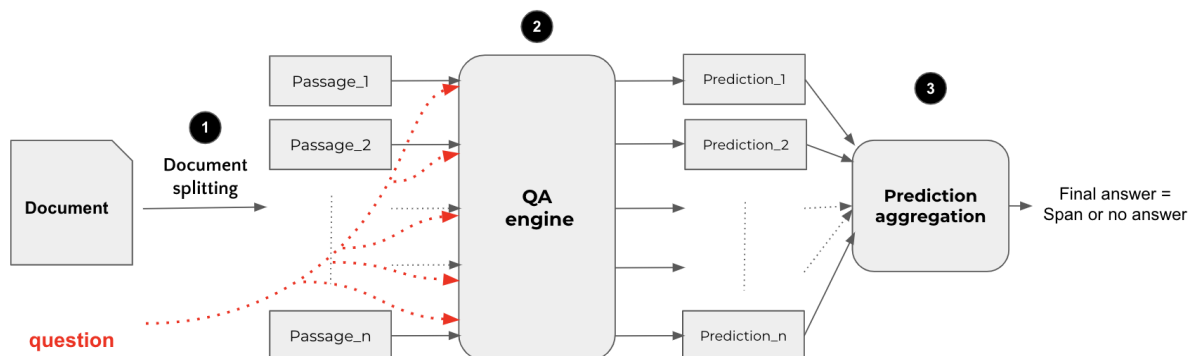 2
Passage_1
Prediction_1
3
1
Passage_2
Prediction_2
Document
splitting
Document
QA
engine
Prediction
aggregation
Final answer =
Span or no answer
question
Passage_n
Prediction_n